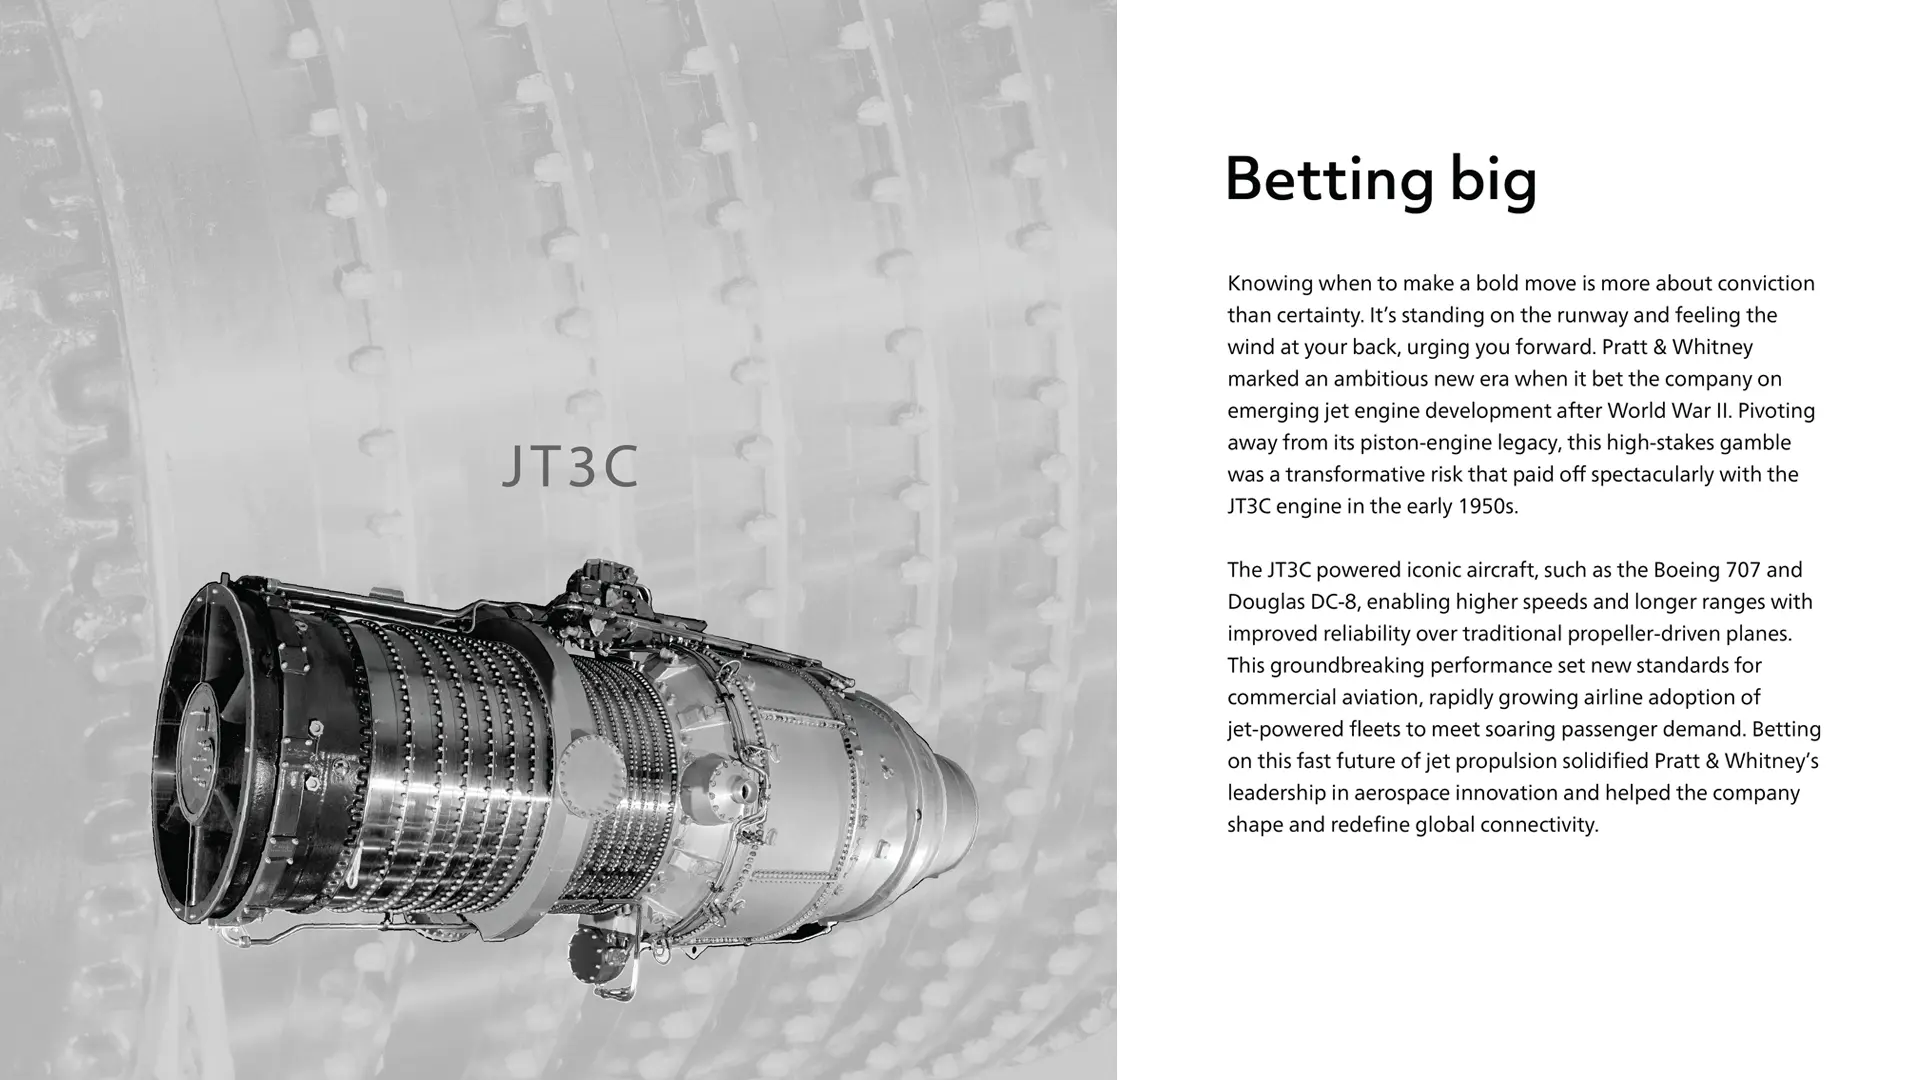 JT3C
Betting big
Knowing when to make a bold move is more about conviction
than certainty. It’s standing on the runway and feeling the
wind at your back, urging you forward. Pratt & Whitney
marked an ambitious new era when it bet the company on
emerging jet engine development after World War II. Pivoting
away from its piston-engine legacy, this high-stakes gamble
was a transformative risk that paid off spectacularly with the
JT3C engine in the early 1950s.
The JT3C powered iconic aircraft, such as the Boeing 707 and
Douglas DC-8, enabling higher speeds and longer ranges with
improved reliability over traditional propeller-driven planes.
This groundbreaking performance set new standards for
commercial aviation, rapidly growing airline adoption of
jet-powered fleets to meet soaring passenger demand. Betting
on this fast future of jet propulsion solidified Pratt & Whitney’s
leadership in aerospace innovation and helped the company
shape and redefine global connectivity.